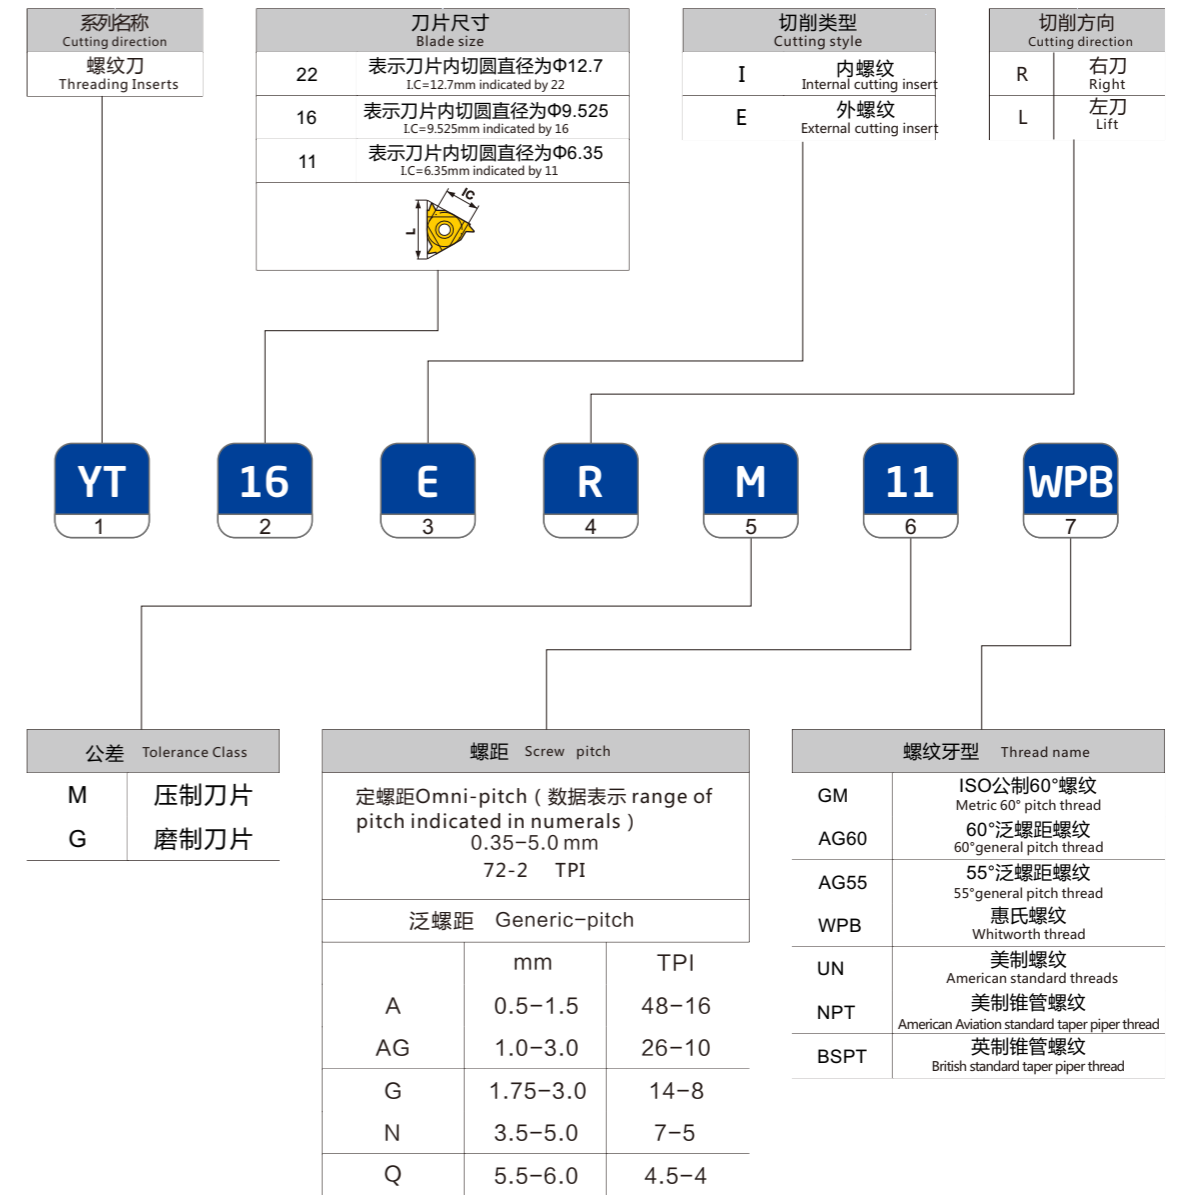 系列名称
Cutting direction
螺纹刀
Threading Inserts
刀片尺寸
Blade size
22 表示刀片内切圆直径为Φ12.7
I.C=12.7mm indicated by 22
16 表示刀片内切圆直径为Φ9.525
I.C=9.525mm indicated by 16
11 表示刀片内切圆直径为Φ6.35
I.C=6.35mm indicated by 11
IC
L
切削类型
Cutting style
I 内螺纹
Internal cutting insert
E 外螺纹
External cutting insert
切削方向
Cutting direction
R 右刀
Right
L 左刀
Lift
YT 16 E R M 11 WPB
1 2 3 4 5 6 7
公差 Tolerance Class
M 压制刀片
G 磨制刀片
螺距 Screw pitch
定螺距Omni-pitch ( 数据表示 range of
pitch indicated in numerals )
0.35-5.0 mm
72-2 TPI
泛螺距 Generic-pitch
mm TPI
A 0.5-1.5 48-16
AG 1.0-3.0 26-10
G 1.75-3.0 14-8
N 3.5-5.0 7-5
Q 5.5-6.0 4.5-4
螺纹牙型 Thread name
GM ISO公制60°螺纹
Metric 60° pitch thread
AG60 60°泛螺距螺纹
60°general pitch thread
AG55 55°泛螺距螺纹
55°general pitch thread
WPB 惠氏螺纹
Whitworth thread
UN 美制螺纹
American standard threads
NPT 美制锥管螺纹
American Aviation standard taper piper thread
BSPT 英制锥管螺纹
British standard taper piper thread